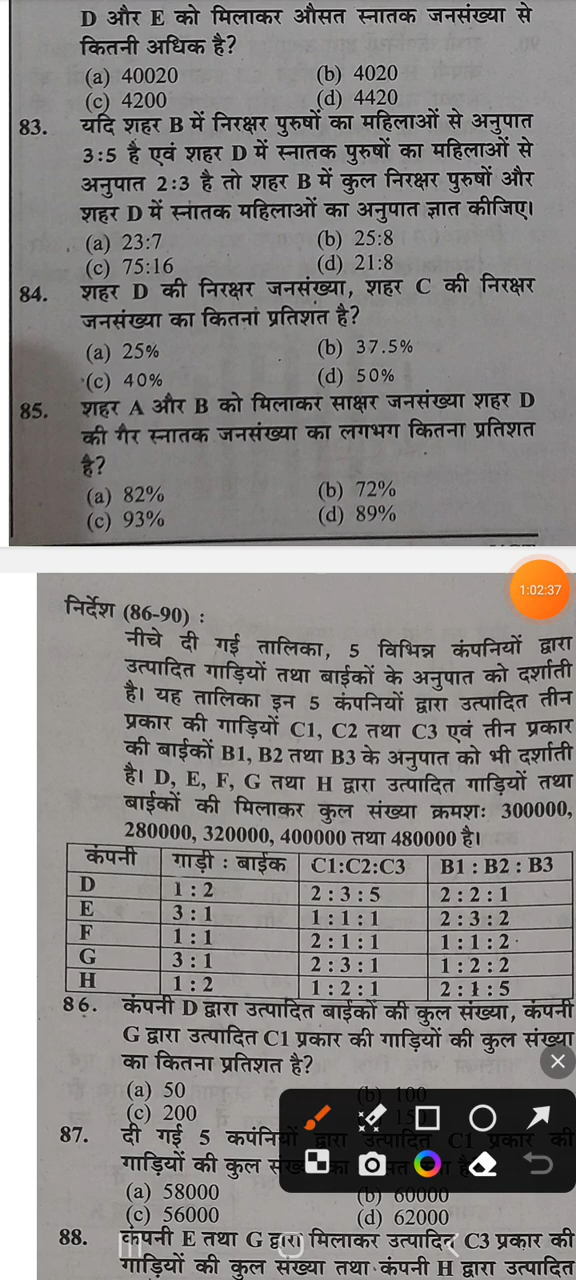 D और E को मिलाकर औसत स्नातक जनसंख्या से
कितनी अधिक है?
(a) 40020 (b) 4020
(c) 4200 (d) 4420
83. यदि शहर B में निरक्षर पुरुषों का महिलाओं से अनुपात
3:5 है एवं शहर D में स्नातक पुरुषों का महिलाओं से
अनुपात 2:3 है तो शहर B में कुल निरक्षर पुरुषों और
शहर D में स्नातक महिलाओं का अनुपात ज्ञात कीजिए।
(a) 23:7 (b) 25:8
(c) 75:16 (d) 21:8
84. शहर D की निरक्षर जनसंख्या, शहर C की निरक्षर
जनसंख्या का कितना प्रतिशत है?
(a) 25% (b) 37.5%
(c) 40% (d) 50%
85. शहर A और B को मिलाकर साक्षर जनसंख्या शहर D
की गैर स्नातक जनसंख्या का लगभग कितना प्रतिशत
है?
(a) 82% (b) 72%
(c) 93% (d) 89%
1:02:37
निर्देश (86-90) :
नीचे दी गई तालिका, 5 विभिन्न कंपनियों द्वारा
उत्पादित गाड़ियों तथा बाईकों के अनुपात को दर्शाती
है। यह तालिका इन 5 कंपनियों द्वारा उत्पादित तीन
प्रकार की गाड़ियों C1, C2 तथा C3 एवं तीन प्रकार
की बाईकों B1, B2 तथा B3 के अनुपात को भी दर्शाती
है। D, E, F, G तथा H द्वारा उत्पादित गाड़ियों तथा
बाईकों की मिलाकर कुल संख्या क्रमशः 300000,
280000, 320000, 400000 तथा 480000 है।
कंपनी गाड़ी : बाईक C1:C2:C3 B1 : B2 : B3
D 1 : 2 2 : 3 : 5 2 : 2 : 1
E 3 : 1 1 : 1 : 1 2 : 3 : 2
F 1 : 1 2 : 1 : 1 1 : 1 : 2
G 3 : 1 2 : 3 : 1 1 : 2 : 2
H 1 : 2 1 : 2 : 1 2 : 1 : 5
86. कंपनी D द्वारा उत्पादित बाईकों की कुल संख्या, कंपनी
G द्वारा उत्पादित C1 प्रकार की गाड़ियों की कुल संख्या
का कितना प्रतिशत है?
(a) 50 (b) 100
(c) 200 150
87. दी गई 5 कपंनियों द्वारा उत्पादित C1 प्रकार की
गाड़ियों की कुल
(a) 58000 (b) 60000
(c) 56000 (d) 62000
88. कंपनी E तथा G द्वारा मिलाकर उत्पादित C3 प्रकार की
गाड़ियों की कुल संख्या तथा कंपनी H द्वारा उत्पादित